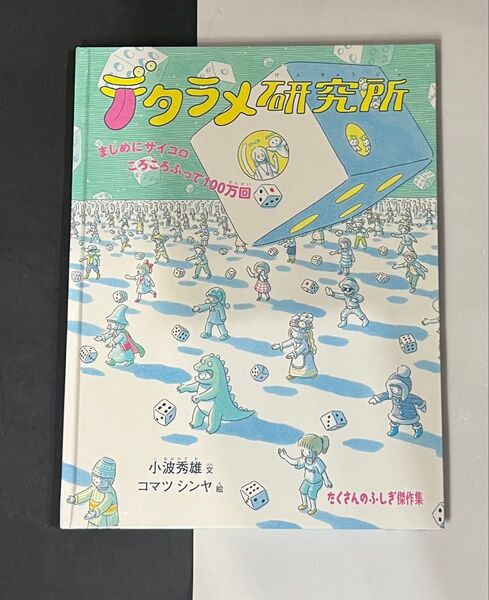 デタラメ研究所
まじめにサイコロ
ころころふって100万回
小波秀雄 文
コマツ シンヤ 絵
たくさんのふしぎ傑作集